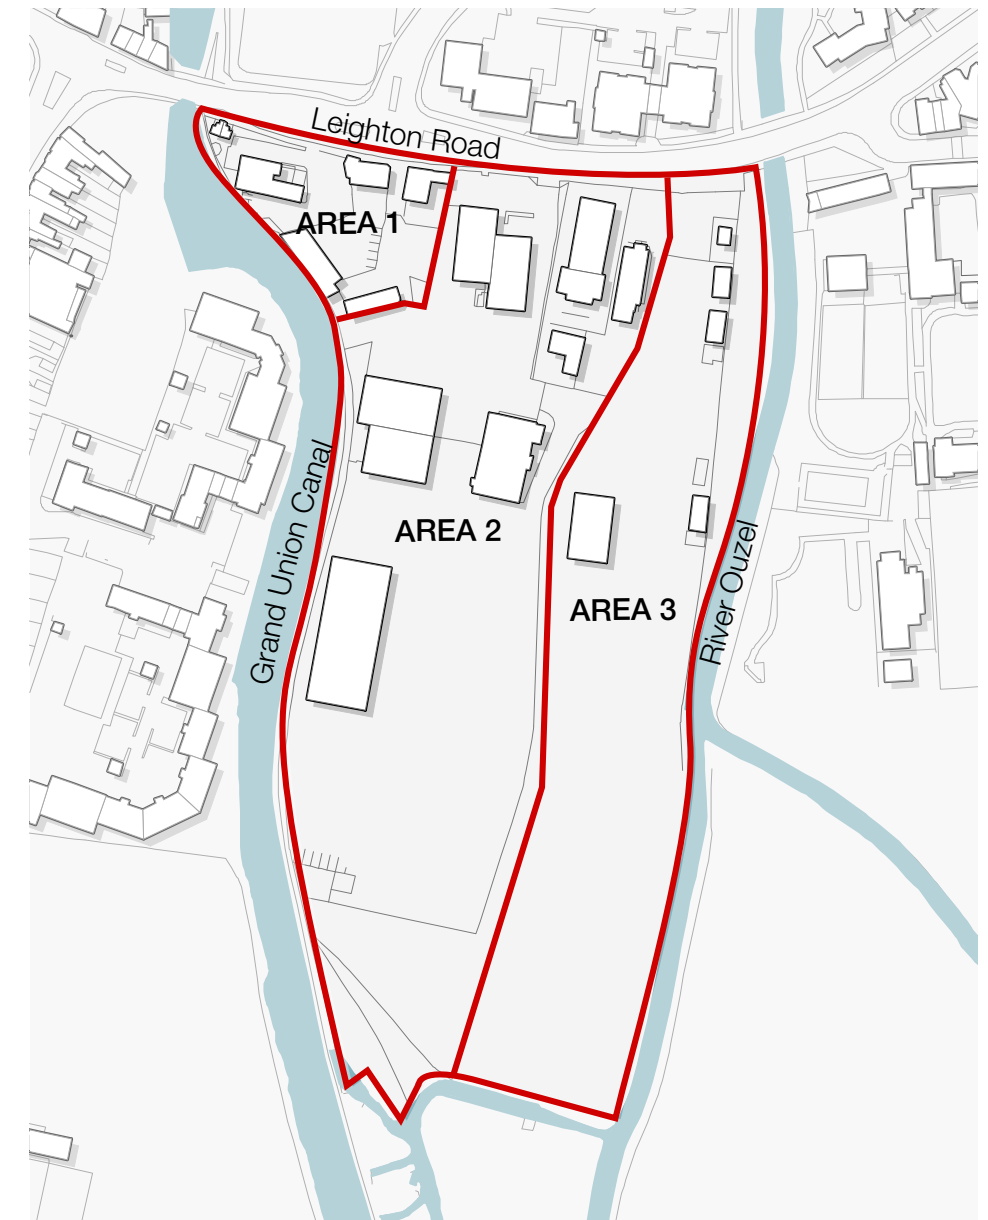 Leighton Road
AREA 1
Grand Union Canal
AREA 2
River Ouzel
AREA 3